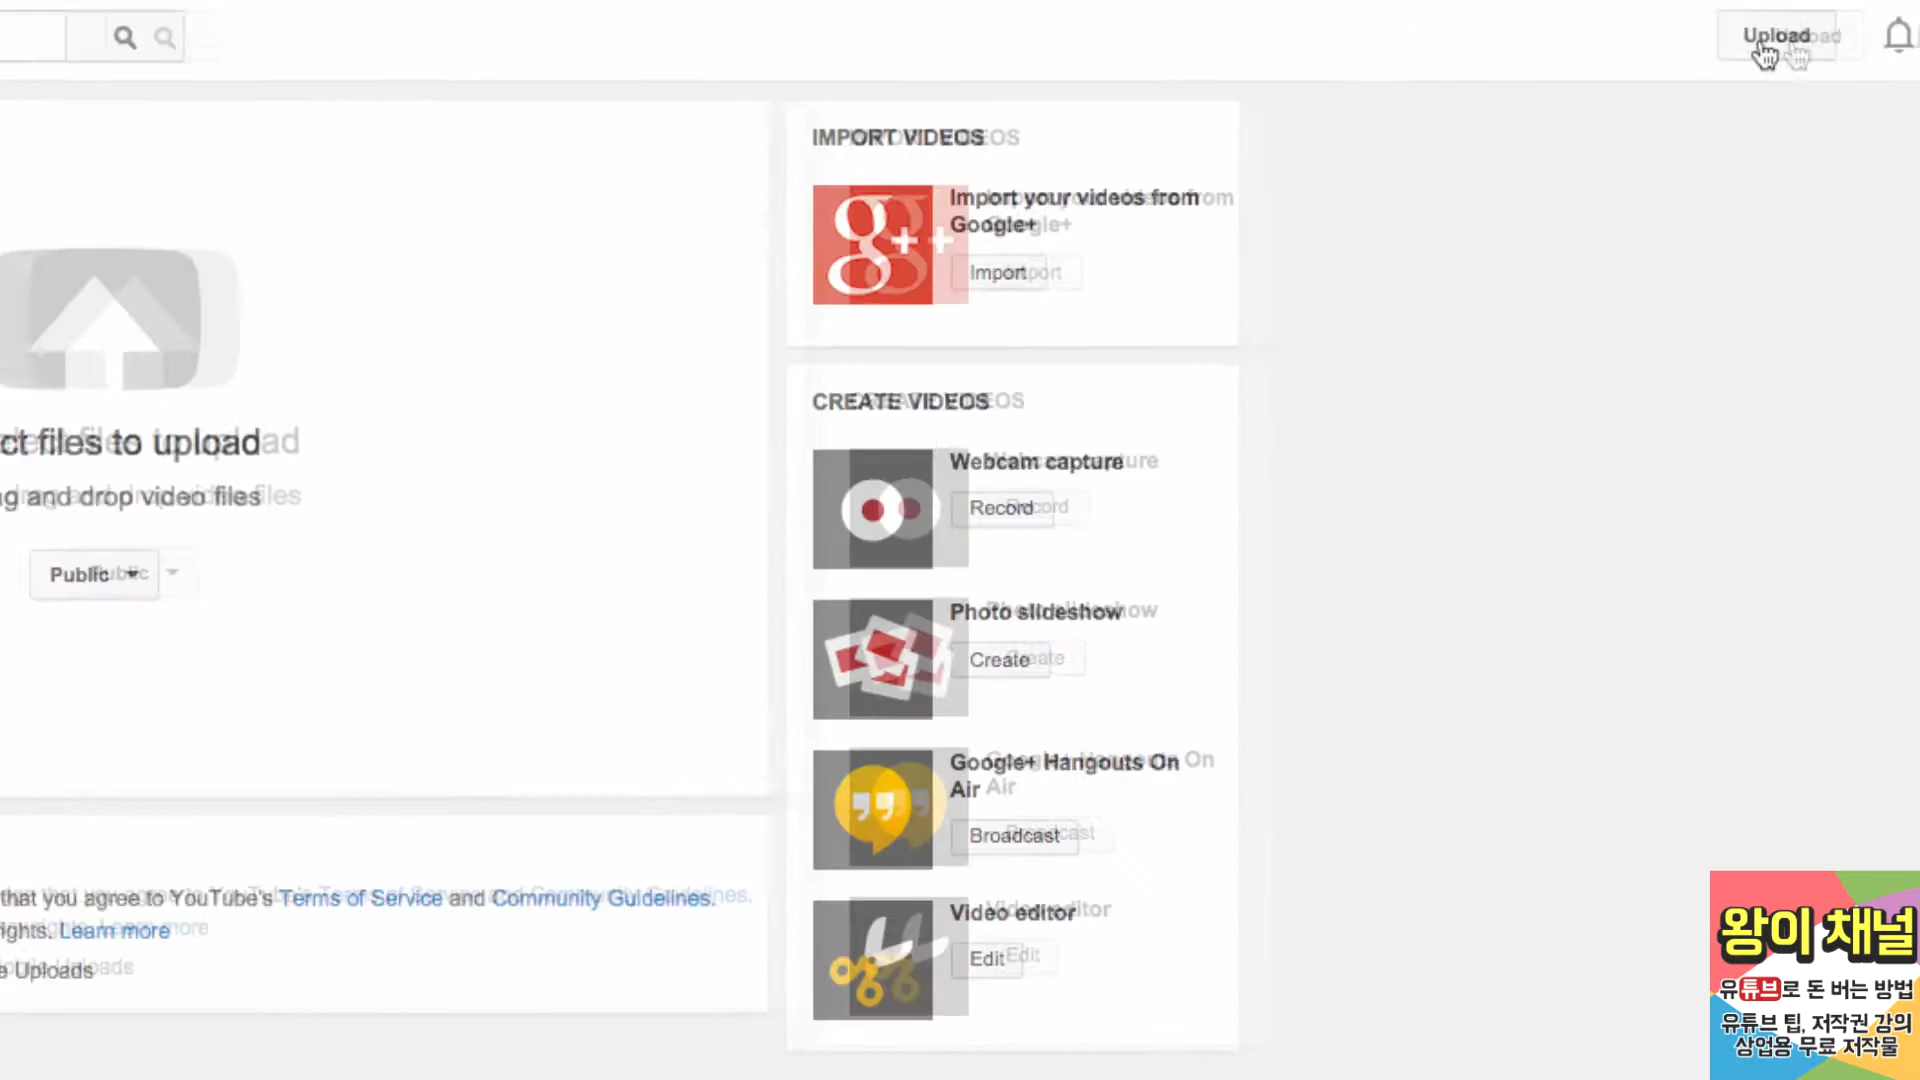 Upload
IMPORT VIDEOS
Import your videos from
Google+
Import
ct files to upload
g and drop video files
Public
CREATE VIDEOS
Webcam capture
Record
Photo slideshow
Create
Google+ Hangouts On
Air
Broadcast
Video editor
Edit
that you agree to YouTube's Terms of Service and Community Guidelines.
ights. Learn more
e Uploads
왕이 채널
유튜브로 돈 버는 방법
유튜브 팁, 저작권 강의
상업용 무료 저작물